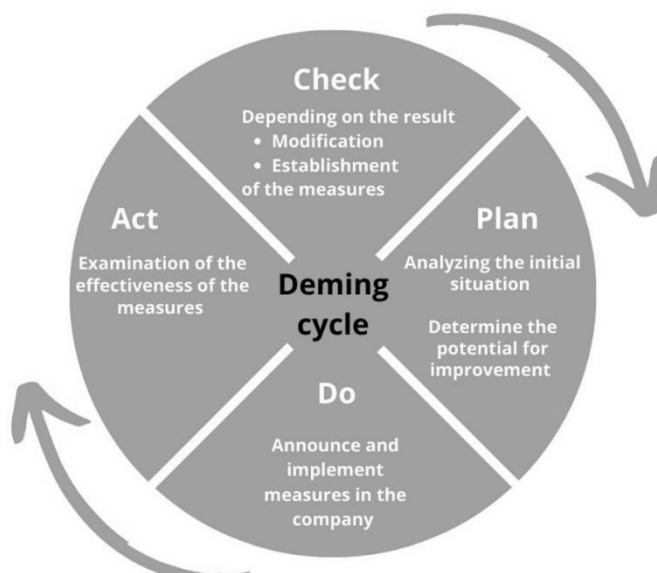 Check
Depending on the result
• Modification
• Establishment
of the measures
Act
Examination of the
effectiveness of the
measures
Deming
cycle
Plan
Analyzing the initial
situation
Determine the
potential for
improvement
Do
Announce and
implement
measures in the
company